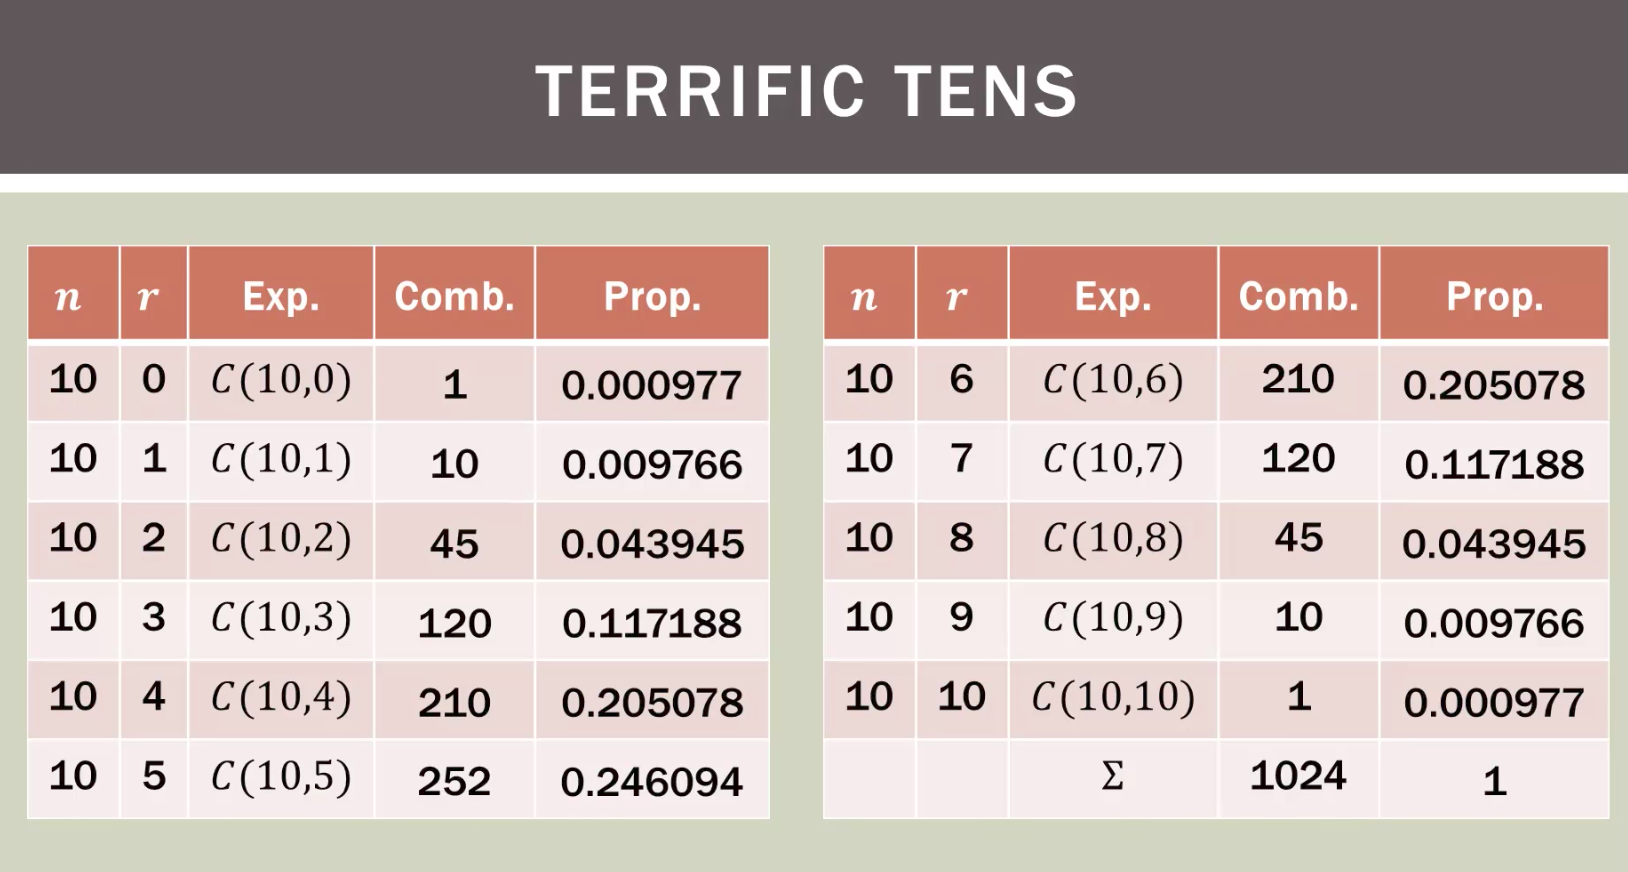 TERRIFIC TENS
n r Exp. Comb. Prop.
10 0 C(10,0) 1 0.000977
10 1 C(10,1) 10 0.009766
10 2 C(10,2) 45 0.043945
10 3 C(10,3) 120 0.117188
10 4 C(10,4) 210 0.205078
10 5 C(10,5) 252 0.246094
n r Exp. Comb. Prop.
10 6 C(10,6) 210 0.205078
10 7 C(10,7) 120 0.117188
10 8 C(10,8) 45 0.043945
10 9 C(10,9) 10 0.009766
10 10 C(10,10) 1 0.000977
Σ 1024 1